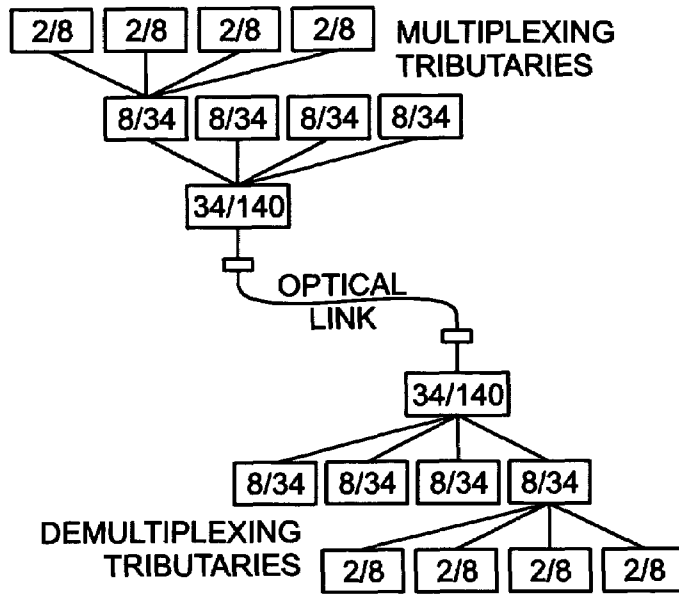 2/8 2/8 2/8 2/8
MULTIPLEXING
TRIBUTARIES
8/34 8/34 8/34 8/34
34/140
OPTICAL
LINK
34/140
8/34 8/34 8/34 8/34
DEMULTIPLEXING
TRIBUTARIES
2/8 2/8 2/8 2/8